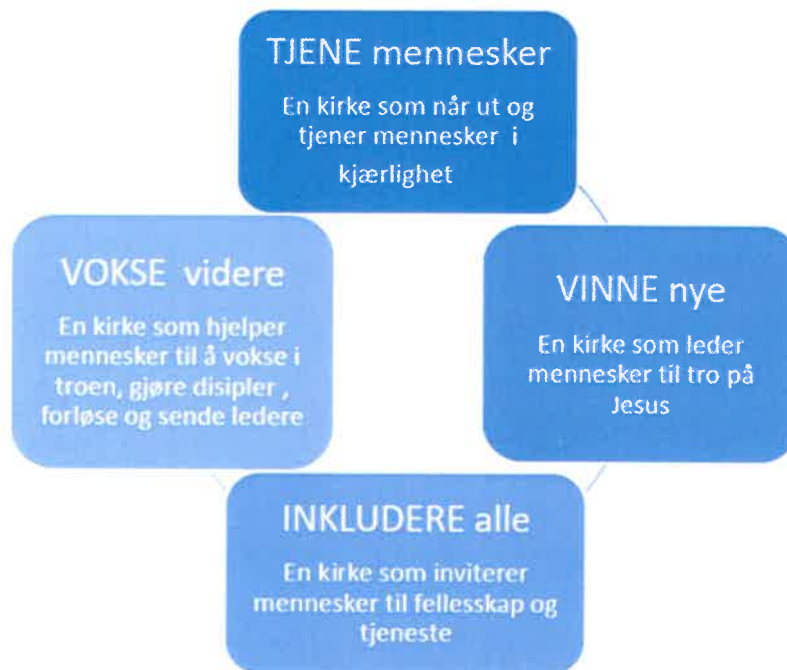 TJENE mennesker
En kirke som når ut og
tjener mennesker i
kjærlighet
VINNE nye
En kirke som leder
mennesker til tro på
Jesus
INKLUDERE alle
En kirke som inviterer
mennesker til fellesskap og
tjeneste
VOKSE videre
En kirke som hjelper
mennesker til å vokse i
troen, gjøre disipler ,
forløse og sende ledere